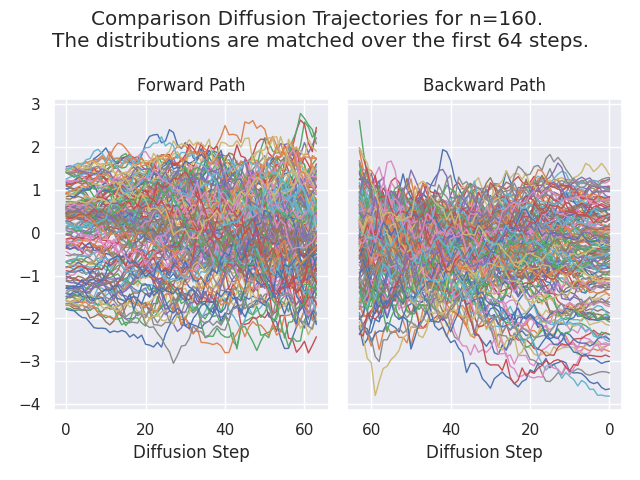 Comparison Diffusion Trajectories for n=160.
The distributions are matched over the first 64 steps.
Forward Path
Backward Path
3
2
1
0
−1
−2
−3
−4
0 20 40 60
60 40 20 0
Diffusion Step
Diffusion Step